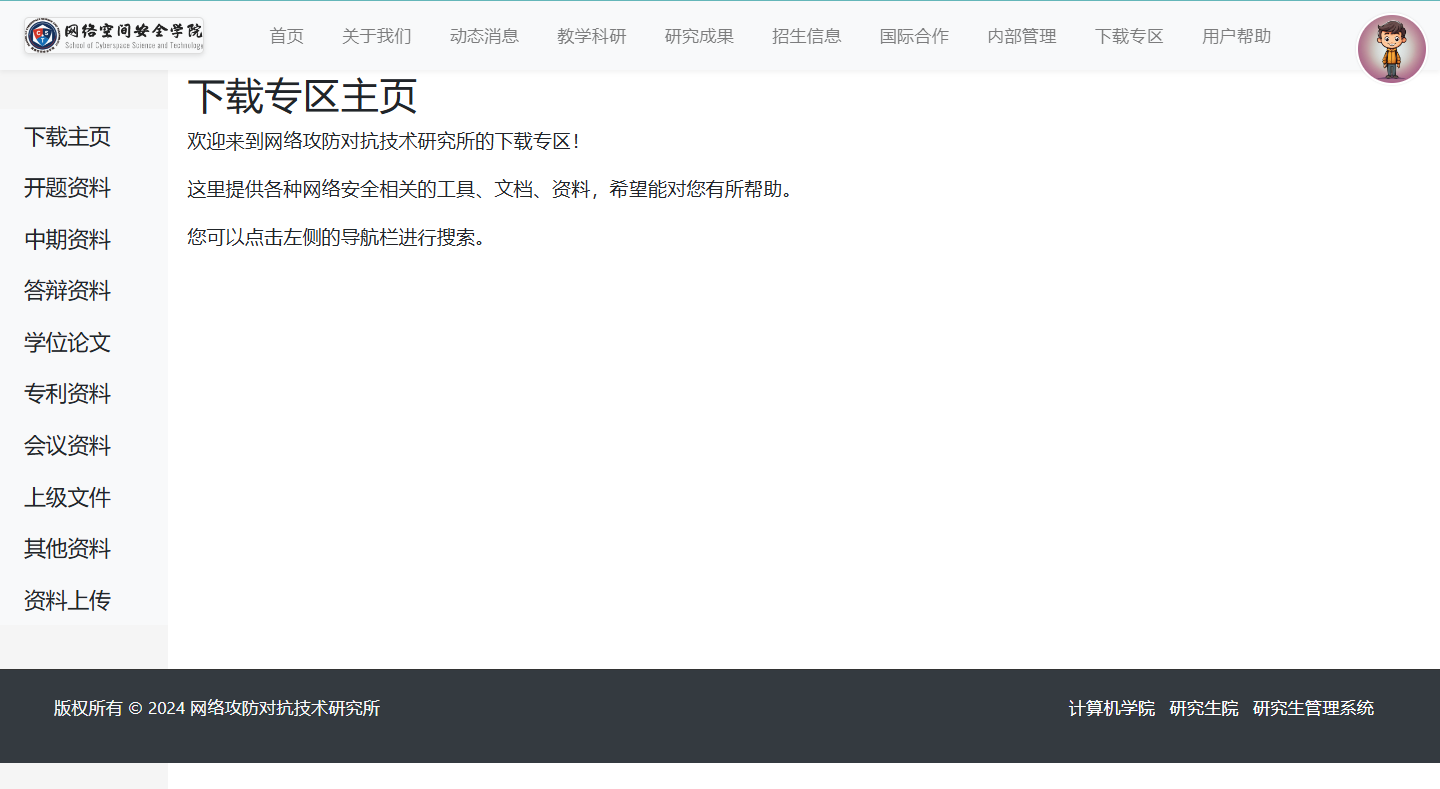 网络空间安全学院
School of Cyberspace Science and Technology
首页 关于我们 动态消息 教学科研 研究成果 招生信息 国际合作 内部管理 下载专区 用户帮助
下载主页
开题资料
中期资料
答辩资料
学位论文
专利资料
会议资料
上级文件
其他资料
资料上传
下载专区主页
欢迎来到网络攻防对抗技术研究所的下载专区！
这里提供各种网络安全相关的工具、文档、资料，希望能对您有所帮助。
您可以点击左侧的导航栏进行搜索。
版权所有 © 2024 网络攻防对抗技术研究所
计算机学院 研究生院 研究生管理系统